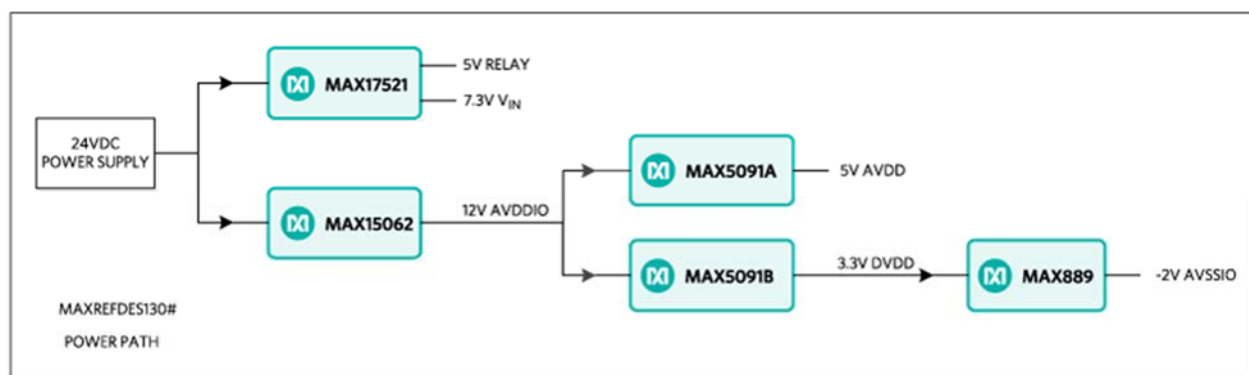 24VDC
POWER SUPPLY
MAX17521
5V RELAY
7.3V VIN
MAX15062
12V AVDDIO
MAX5091A
5V AVDD
MAX5091B
3.3V DVDD
MAX889
-2V AVSSIO
MAXREFDES130#
POWER PATH